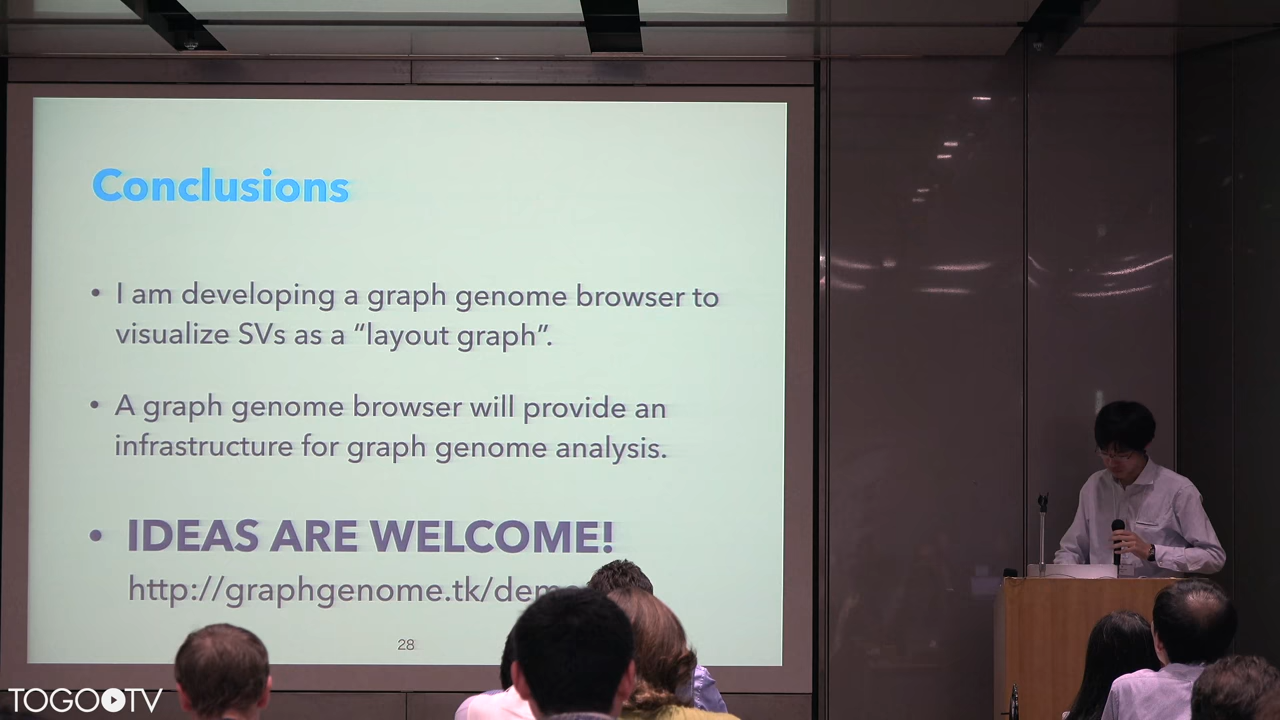 Conclusions
• I am developing a graph genome browser to
visualize SVs as a “layout graph”.
• A graph genome browser will provide an
infrastructure for graph genome analysis.
• IDEAS ARE WELCOME!
http://graphgenome.tk/dem
28
TOGOTV